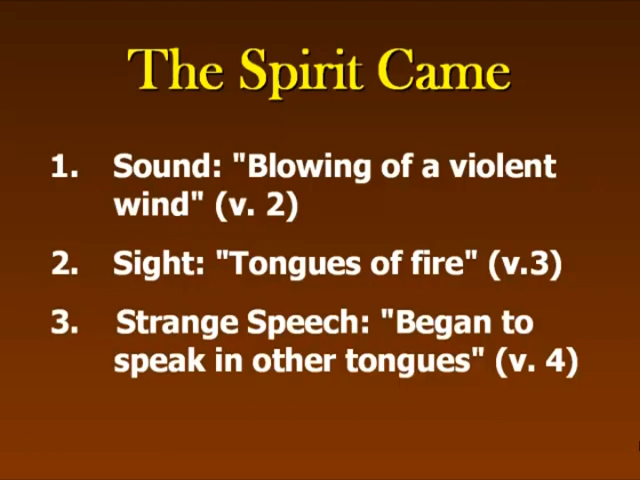 The Spirit Came
1. Sound: "Blowing of a violent
wind" (v. 2)
2. Sight: "Tongues of fire" (v.3)
3. Strange Speech: "Began to
speak in other tongues" (v. 4)